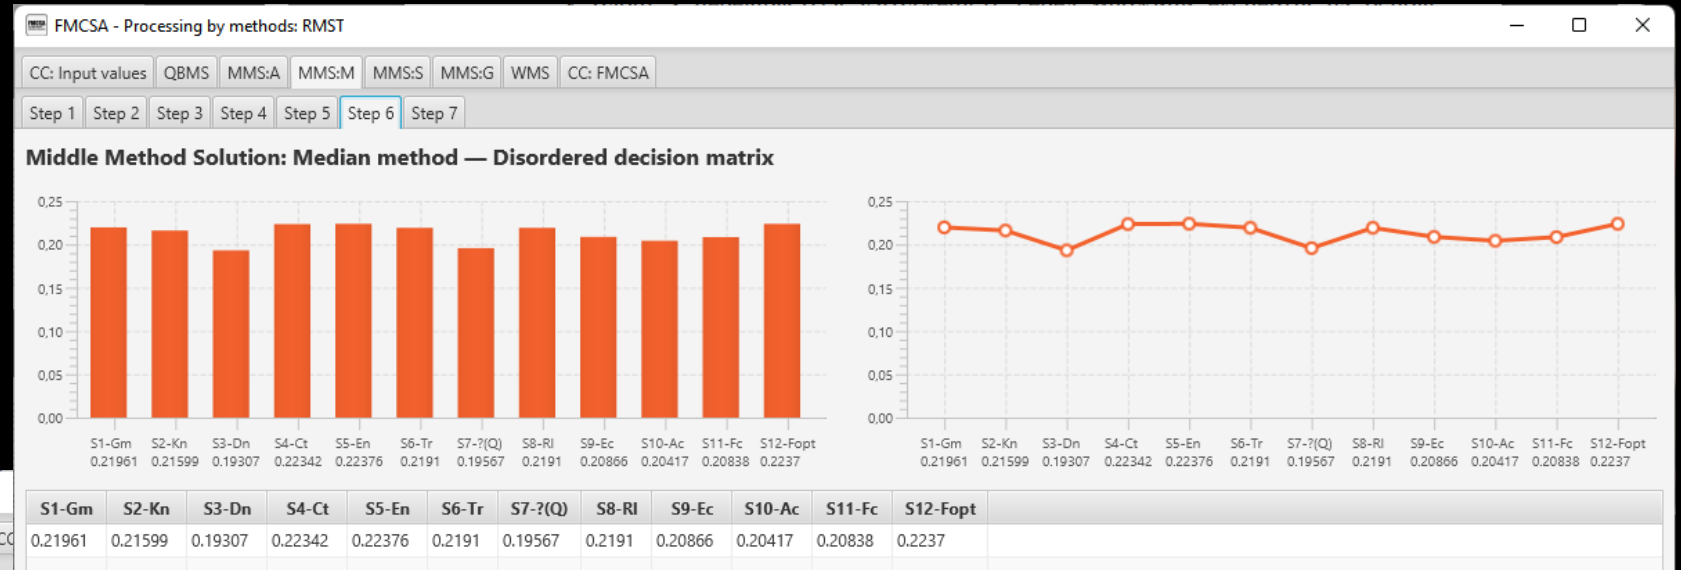 FMCSA - Processing by methods: RMST
CC: Input values QBMS MMS:A MMS:M MMS:S MMS:G WMS CC: FMCSA
Step 1 Step 2 Step 3 Step 4 Step 5 Step 6 Step 7
Middle Method Solution: Median method — Disordered decision matrix
0,25
0,20
0,15
0,10
0,05
0,00
S1-Gm S2-Kn S3-Dn S4-Ct S5-En S6-Tr S7-?(Q) S8-RI S9-Ec S10-Ac S11-Fc S12-Fopt
0.21961 0.21599 0.19307 0.22342 0.22376 0.2191 0.19567 0.2191 0.20866 0.20417 0.20838 0.2237
0,25
0,20
0,15
0,10
0,05
0,00
S1-Gm S2-Kn S3-Dn S4-Ct S5-En S6-Tr S7-?(Q) S8-RI S9-Ec S10-Ac S11-Fc S12-Fopt
0.21961 0.21599 0.19307 0.22342 0.22376 0.2191 0.19567 0.2191 0.20866 0.20417 0.20838 0.2237
S1-Gm S2-Kn S3-Dn S4-Ct S5-En S6-Tr S7-?(Q) S8-RI S9-Ec S10-Ac S11-Fc S12-Fopt
0.21961 0.21599 0.19307 0.22342 0.22376 0.2191 0.19567 0.2191 0.20866 0.20417 0.20838 0.2237